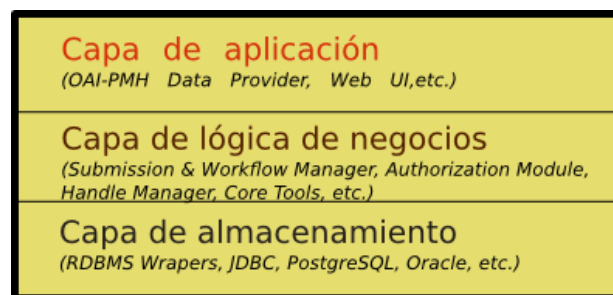 Capa de aplicación
(OAI-PMH Data Provider, Web UI,etc.)
Capa de lógica de negocios
(Submission & Workflow Manager, Authorization Module,
Handle Manager, Core Tools, etc.)
Capa de almacenamiento
(RDBMS Wrapers, JDBC, PostgreSQL, Oracle, etc.)